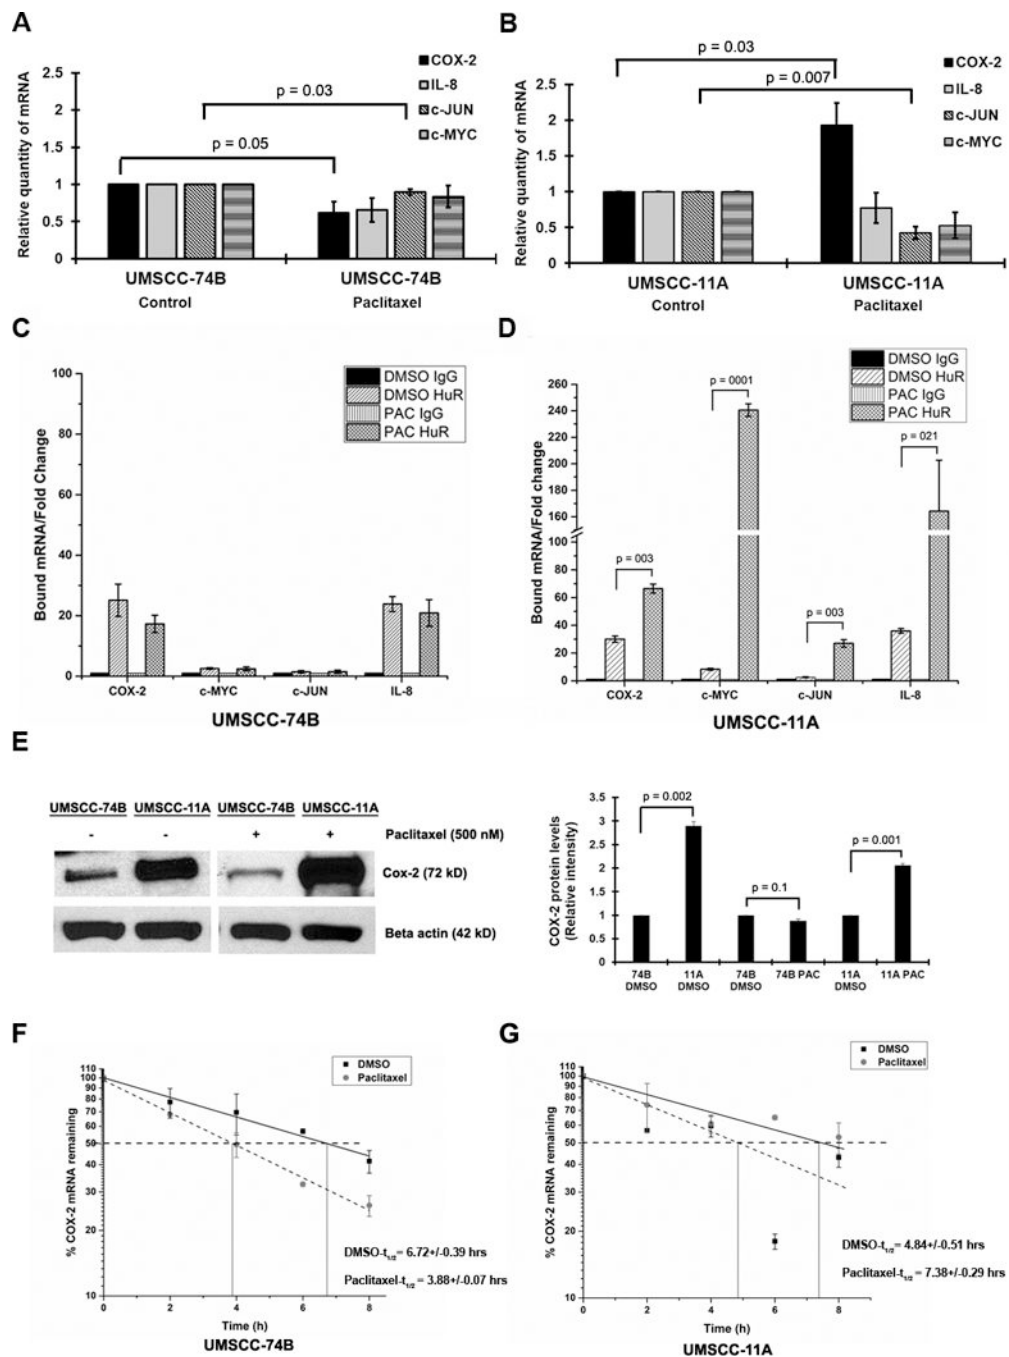 A
COX-2
IL-8
c-JUN
c-MYC
p = 0.03
p = 0.05
Relative quantity of mRNA
2.5
2
1.5
1
0.5
0
UMSCC-74B
Control
UMSCC-74B
Paclitaxel
B
p = 0.03
p = 0.007
COX-2
IL-8
c-JUN
c-MYC
Relative quantity of mRNA
2.5
2
1.5
1
0.5
0
UMSCC-11A
Control
UMSCC-11A
Paclitaxel
C
DMSO IgG
DMSO HuR
PAC IgG
PAC HuR
Bound mRNA/Fold Change
100
80
60
40
20
0
COX-2
c-MYC
c-JUN
IL-8
UMSCC-74B
D
DMSO IgG
DMSO HuR
PAC IgG
PAC HuR
p = 0001
p = 021
p = 003
p = 003
Bound mRNA/Fold change
260
240
220
200
180
160
100
80
60
40
20
0
COX-2
c-MYC
c-JUN
IL-8
UMSCC-11A
E
UMSCC-74B UMSCC-11A UMSCC-74B UMSCC-11A
- - + + Paclitaxel (500 nM)
Cox-2 (72 kD)
Beta actin (42 kD)
COX-2 protein levels
(Relative intensity)
3.5
3
2.5
2
1.5
1
0.5
0
p = 0.002
p = 0.1
p = 0.001
74B DMSO
11A DMSO
74B DMSO
74B PAC
11A DMSO
11A PAC
F
DMSO
Paclitaxel
% COX-2 mRNA remaining
110
100
90
80
70
60
50
40
30
20
10
0 2 4 6 8
DMSO-t1/2= 6.72+/-0.39 hrs
Paclitaxel-t1/2 = 3.88+/-0.07 hrs
Time (h)
UMSCC-74B
G
DMSO
Paclitaxel
% COX-2 mRNA remaining
110
100
90
80
70
60
50
40
30
20
10
0 2 4 6 8
DMSO-t1/2 = 4.84+/-0.51 hrs
Paclitaxel-t1/2 = 7.38+/-0.29 hrs
Time (h)
UMSCC-11A